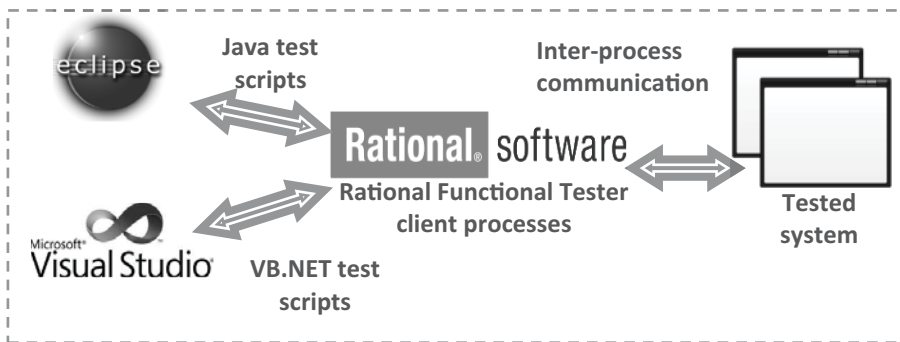 eclipse
Java test
scripts
Inter-process
communication
Rational® software
Rational Functional Tester
client processes
Tested
system
Microsoft®
Visual Studio®
VB.NET test
scripts